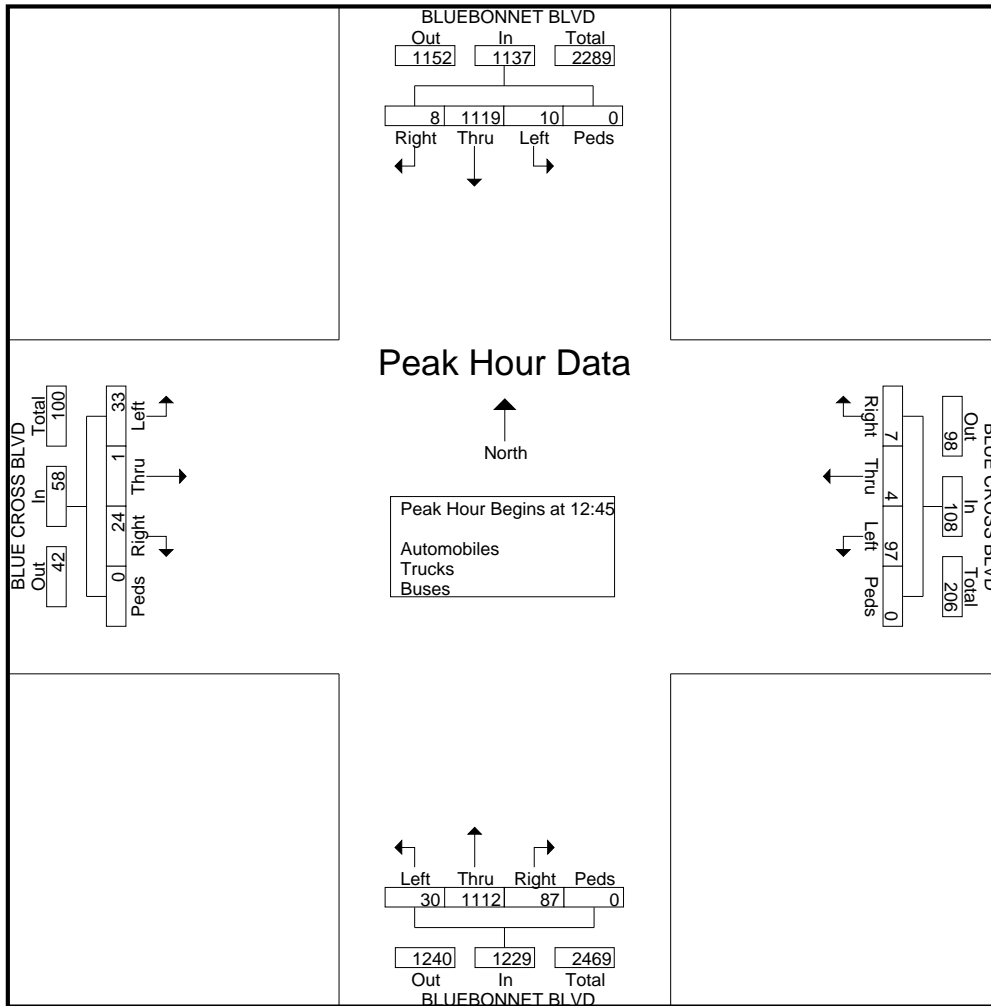 BLUEBONNET BLVD
Out In Total
1152 1137 2289
8 1119 10 0
Right Thru Left Peds
Peak Hour Data
North
Peak Hour Begins at 12:45
Automobiles
Trucks
Buses
BLUE CROSS BLVD
Out In Total
42 58 100
33 1 24 0
Left Thru Right Peds
BLUE CROSS BLVD
Out In Total
98 108 206
7 4 97 0
Right Thru Left Peds
Left Thru Right Peds
30 1112 87 0
1240 1229 2469
Out In Total
BLUEBONNET BLVD